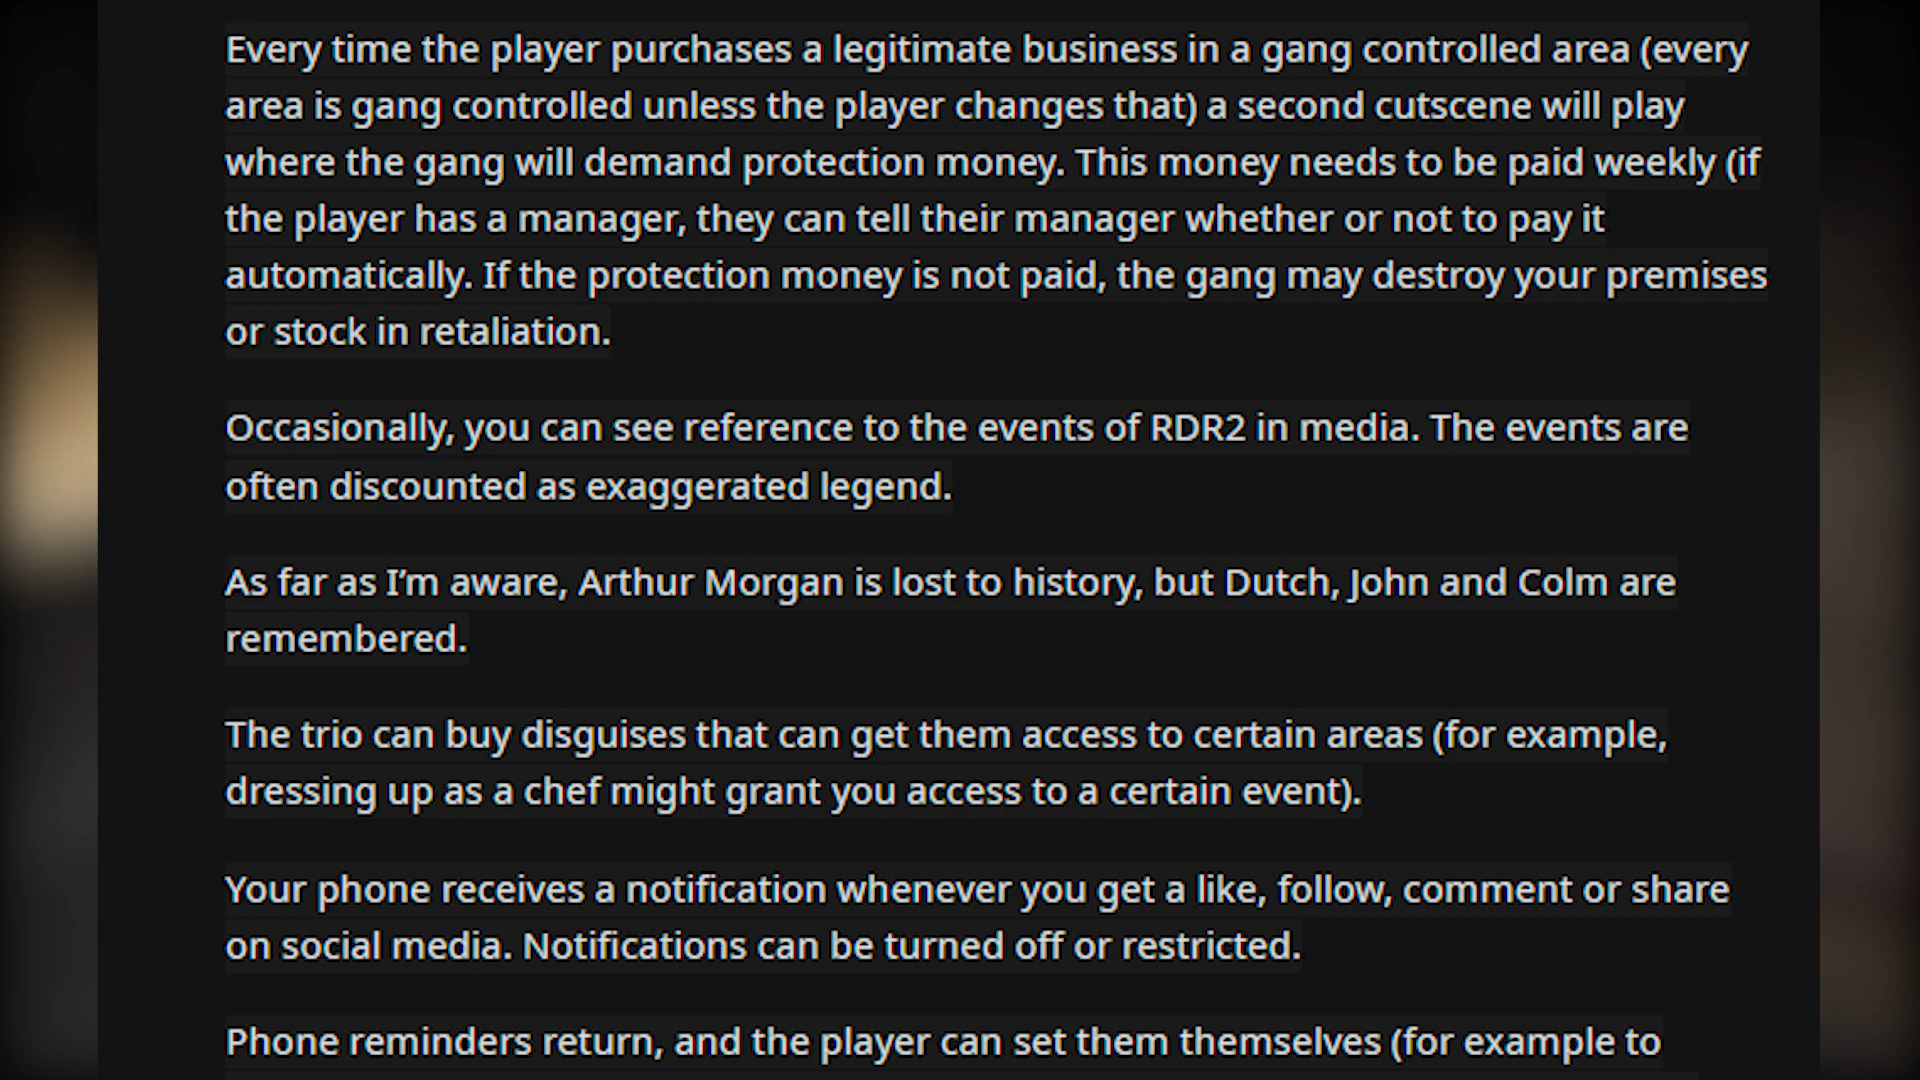 Every time the player purchases a legitimate business in a gang controlled area (every
area is gang controlled unless the player changes that) a second cutscene will play
where the gang will demand protection money. This money needs to be paid weekly (if
the player has a manager, they can tell their manager whether or not to pay it
automatically. If the protection money is not paid, the gang may destroy your premises
or stock in retaliation.
Occasionally, you can see reference to the events of RDR2 in media. The events are
often discounted as exaggerated legend.
As far as I’m aware, Arthur Morgan is lost to history, but Dutch, John and Colm are
remembered.
The trio can buy disguises that can get them access to certain areas (for example,
dressing up as a chef might grant you access to a certain event).
Your phone receives a notification whenever you get a like, follow, comment or share
on social media. Notifications can be turned off or restricted.
Phone reminders return, and the player can set them themselves (for example to